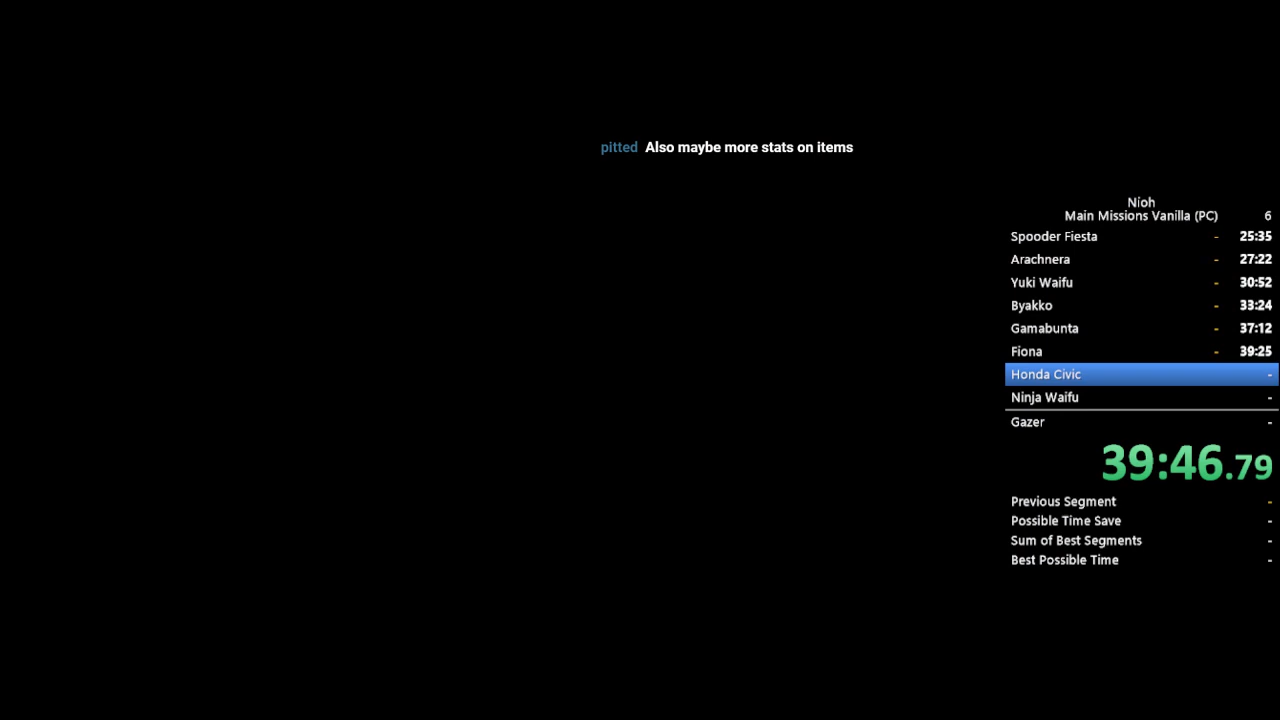 pitted Also maybe more stats on items
Nioh
Main Missions Vanilla (PC) 6
Spooder Fiesta - 25:35
Arachnera - 27:22
Yuki Waifu - 30:52
Byakko - 33:24
Gamabunta - 37:12
Fiona - 39:25
Honda Civic -
Ninja Waifu -
Gazer -
39:46.79
Previous Segment -
Possible Time Save -
Sum of Best Segments -
Best Possible Time -